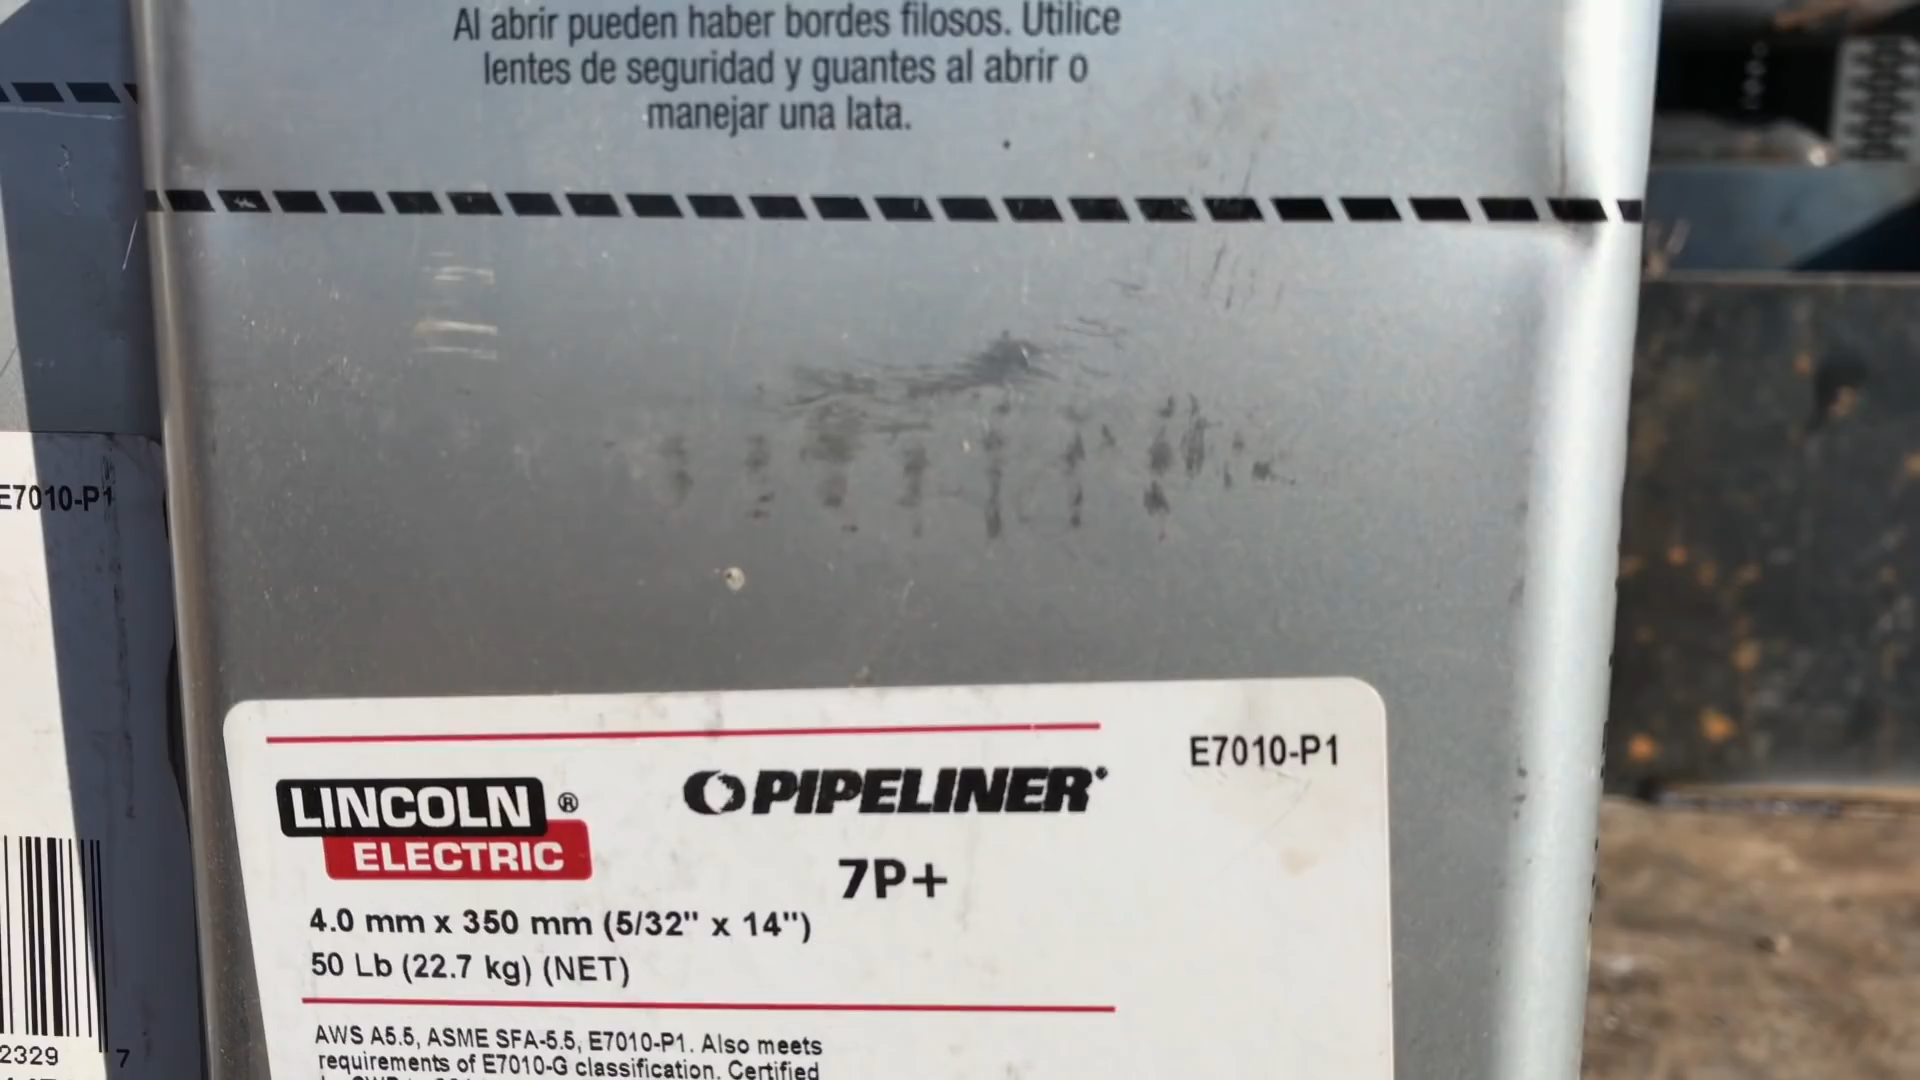 Al abrir pueden haber bordes filosos. Utilice
lentes de seguridad y guantes al abrir o
manejar una lata.
E7010-P1
E7010-P1
LINCOLN ®
ELECTRIC
PIPELINER®
7P+
4.0 mm x 350 mm (5/32" x 14")
50 Lb (22.7 kg) (NET)
AWS A5.5, ASME SFA-5.5, E7010-P1. Also meets
requirements of E7010-G classification. Certified
2329 7